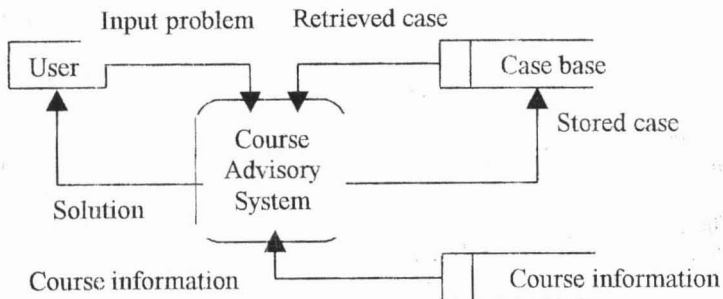 Input problem
Retrieved case
User
Case base
Course
Advisory
System
Stored case
Solution
Course information
Course information